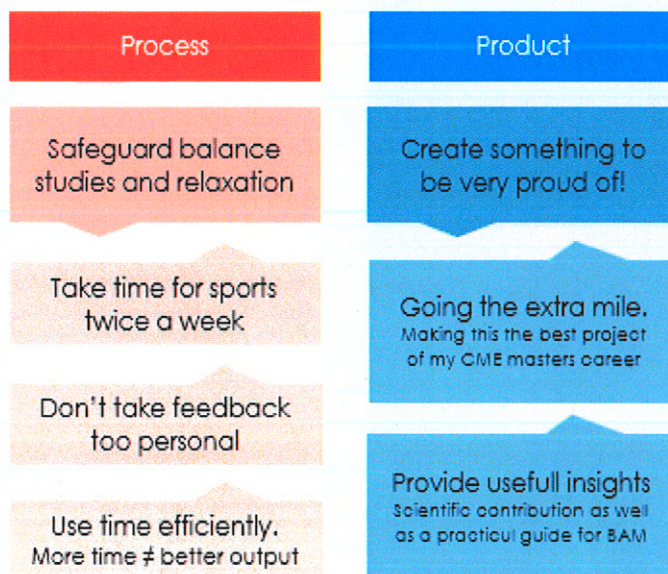 Process
Safeguard balance
studies and relaxation
Take time for sports
twice a week
Don't take feedback
too personal
Use time efficiently.
More time ≠ better output
Product
Create something to
be very proud of!
Going the extra mile.
Making this the best project
of my CME masters career
Provide usefull insights
Scientific contribution as well
as a practical guide for BAM